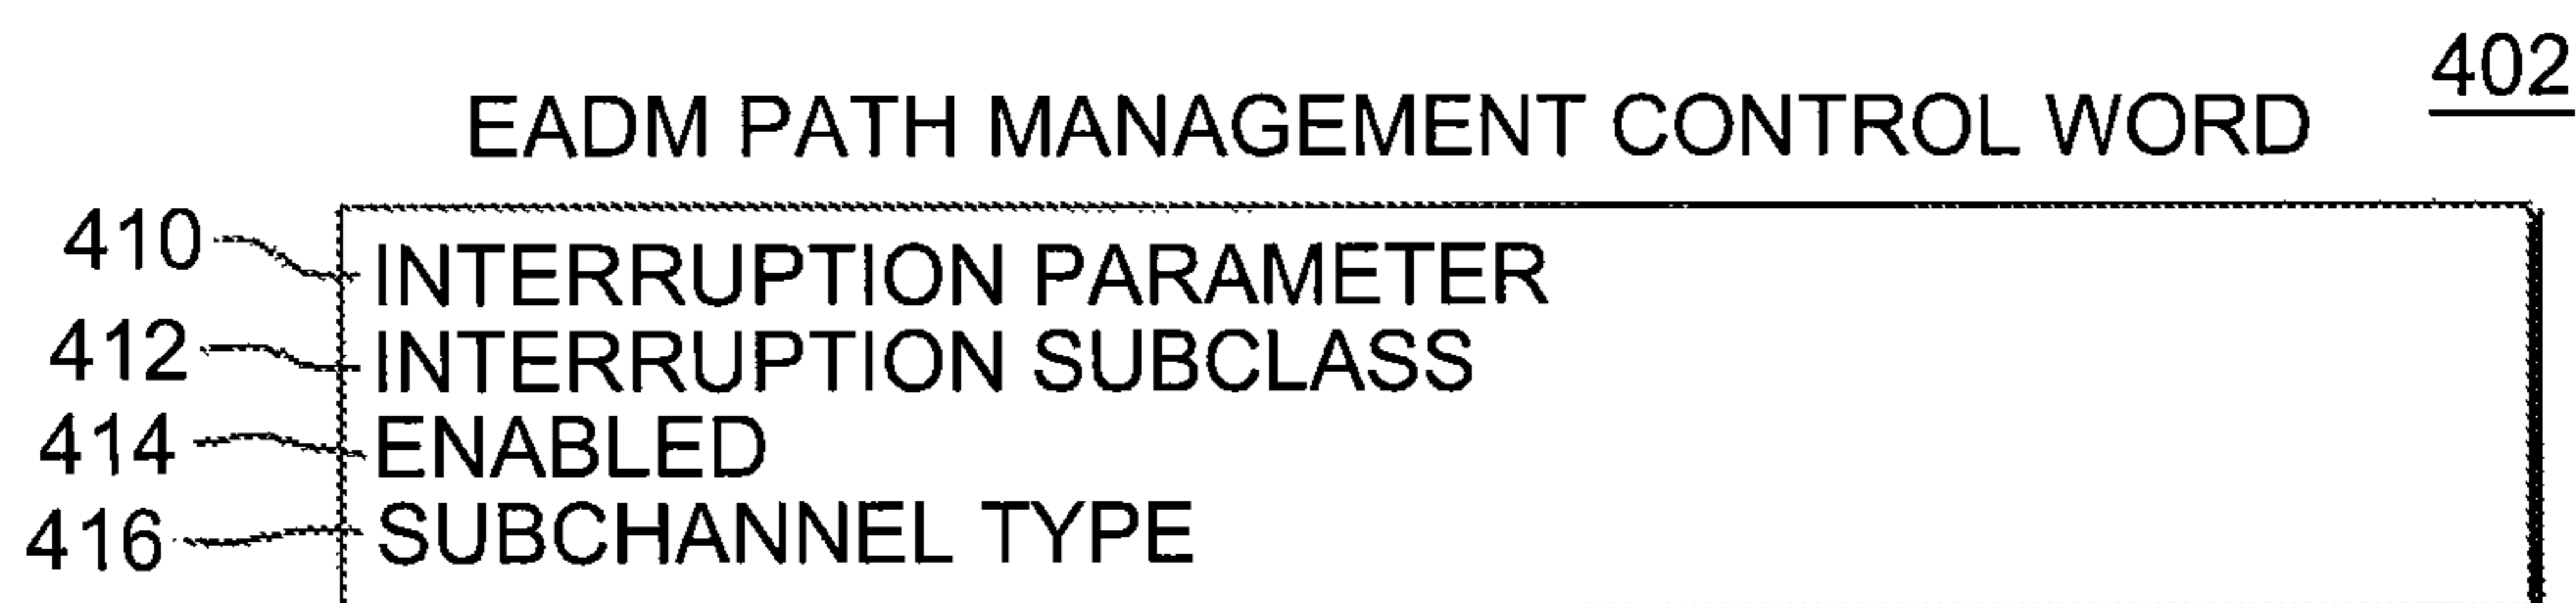 402
EADM PATH MANAGEMENT CONTROL WORD
410 INTERRUPTION PARAMETER
412 INTERRUPTION SUBCLASS
414 ENABLED
416 SUBCHANNEL TYPE